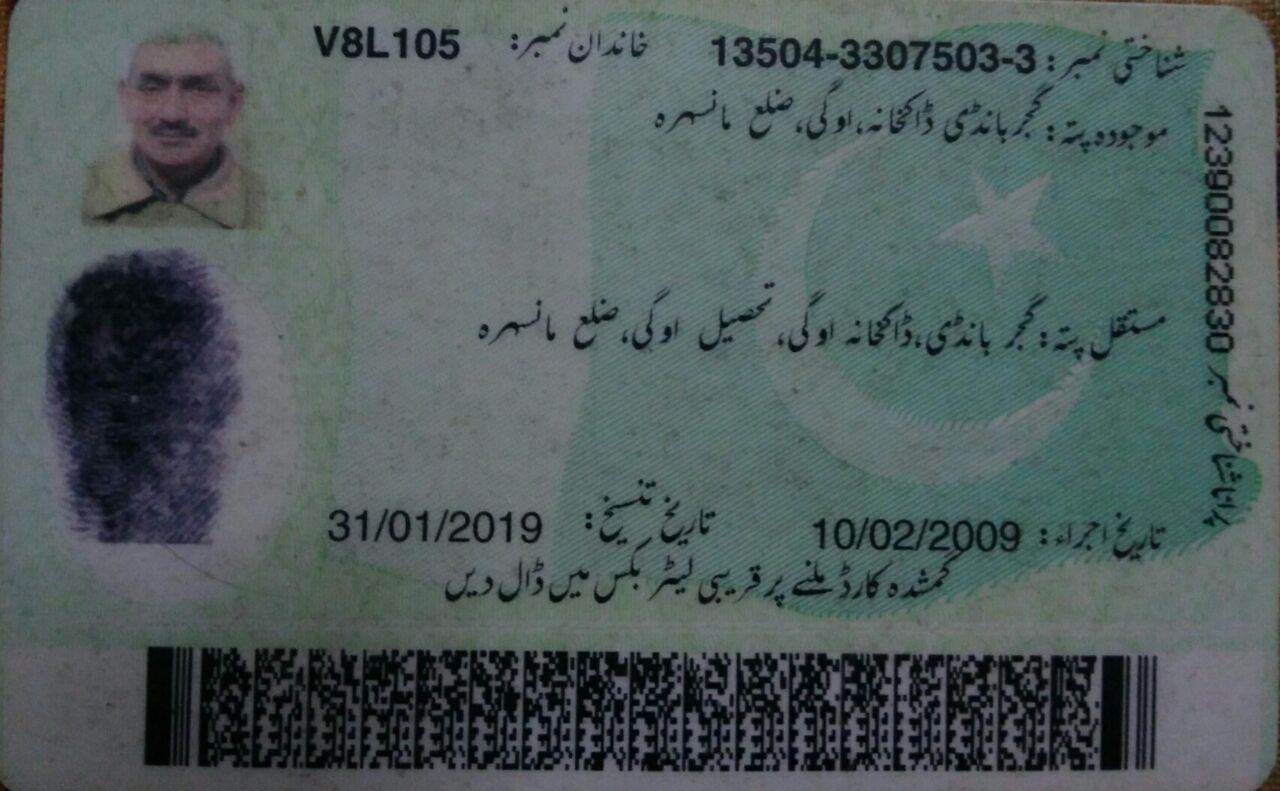 شناختی نمبر: 13504-3307503-3 خاندان نمبر: V8L105
موجودہ پتہ: گجر بانڈی ڈاکخانہ، اوگی، ضلع مانسہرہ
مستقل پتہ: گجر بانڈی، ڈاکخانہ اوگی، تحصیل اوگی، ضلع مانسہرہ
تاریخ اجراء: 10/02/2009 تاریخ تنسیخ: 31/01/2019
گمشدہ کارڈ ملنے پر قریبی لیٹر بکس میں ڈال دیں
پرانا شناختی نمبر 12390082830